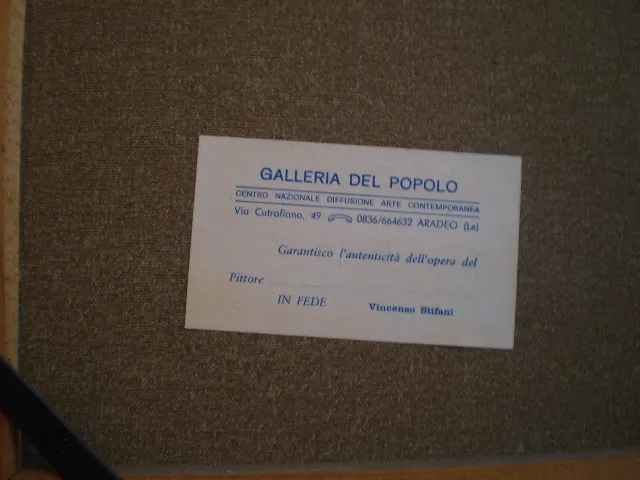 GALLERIA DEL POPOLO
CENTRO NAZIONALE DIFFUSIONE ARTE CONTEMPORANEA
Via Cutrofiano, 49 0836/664632 ARADEO (Le)
Garantisco l'autenticità dell'opera del
Pittore
IN FEDE Vincenzo Stifani